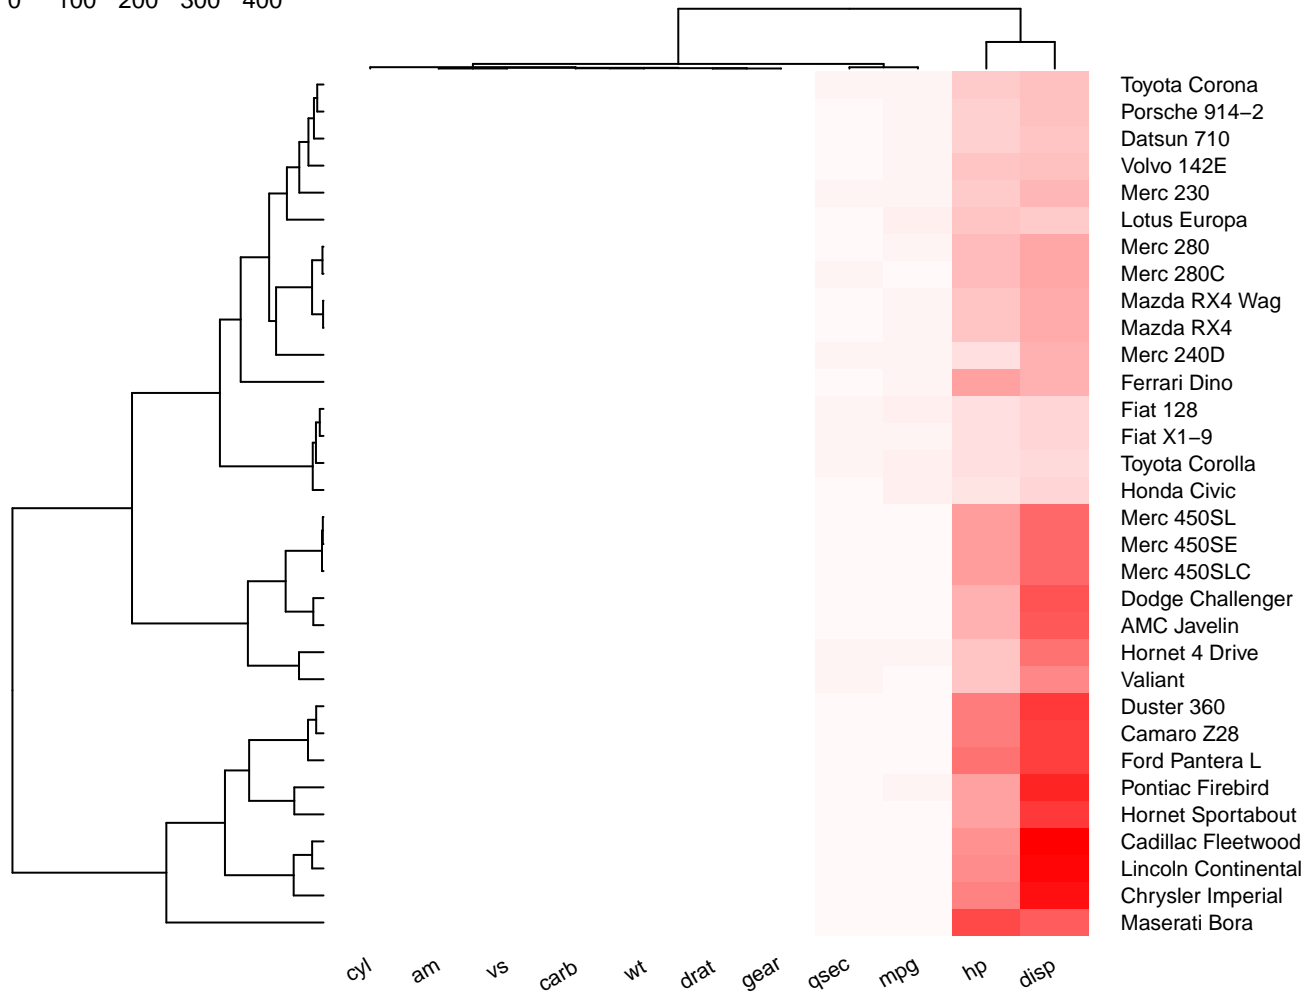 0 100 200 300 400
Toyota Corona
Porsche 914−2
Datsun 710
Volvo 142E
Merc 230
Lotus Europa
Merc 280
Merc 280C
Mazda RX4 Wag
Mazda RX4
Merc 240D
Ferrari Dino
Fiat 128
Fiat X1−9
Toyota Corolla
Honda Civic
Merc 450SL
Merc 450SE
Merc 450SLC
Dodge Challenger
AMC Javelin
Hornet 4 Drive
Valiant
Duster 360
Camaro Z28
Ford Pantera L
Pontiac Firebird
Hornet Sportabout
Cadillac Fleetwood
Lincoln Continental
Chrysler Imperial
Maserati Bora
cyl am vs carb wt drat gear qsec mpg hp disp